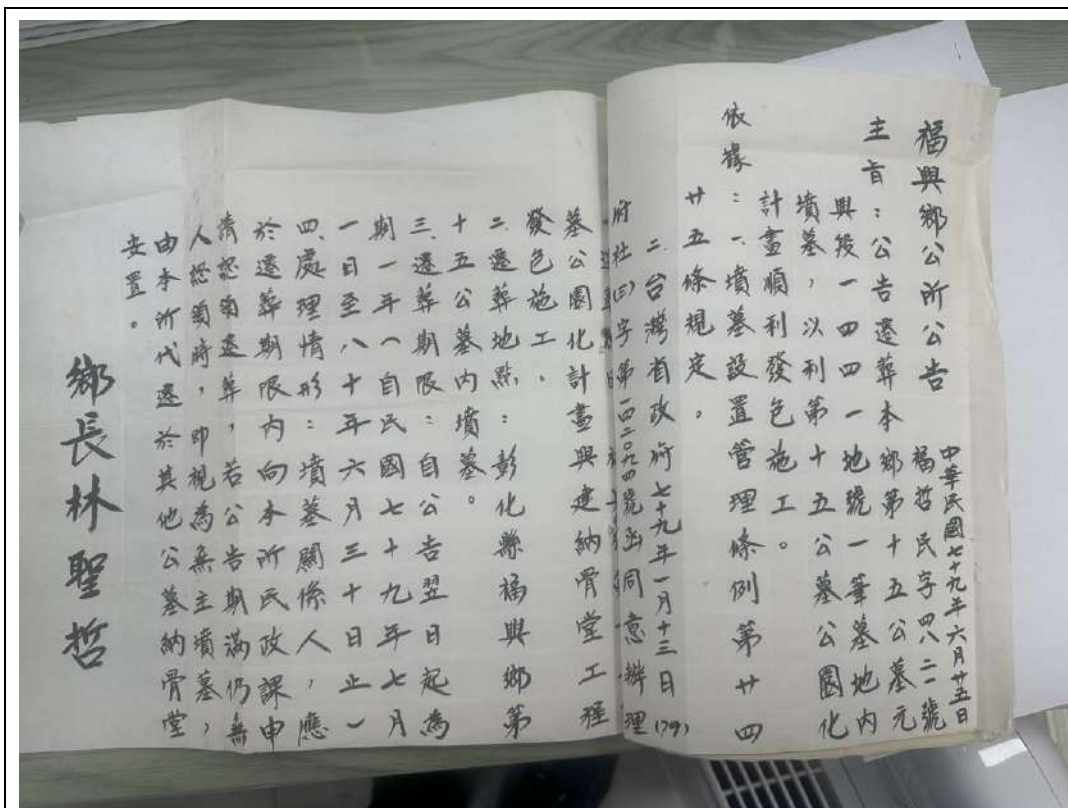 福興鄉公所公告
中華民國七十九年六月廿五日
福哲民字四八二一號
主旨：公告遷葬本鄉第十五公墓元
興段一四四一地號一筆墓地內
墳墓，以利第十五公墓公園化
計畫順利發包施工。
依據：一、墳墓設置管理條例第廿四
廿五條規定。
二、台灣省政府七十九年一月十三日(79)
府社字第一四二0九四號函同意辦理
墓公園化計畫興建納骨堂工程
發包施工。
二、遷葬地點：彰化縣福興鄉第
十五公墓內墳墓。
三、遷葬期限：自公告翌日起為
期一年（自民國七十九年七月
一日至八十年六月三十日止）
四、處理情形：墳墓關係人，應
於遷葬期限內向本所民政課申
請認領遷葬，若公告期滿仍無
人認領時，即視為無主墳墓，
由本所代遷於其他公墓納骨堂
安置。
鄉長林聖哲